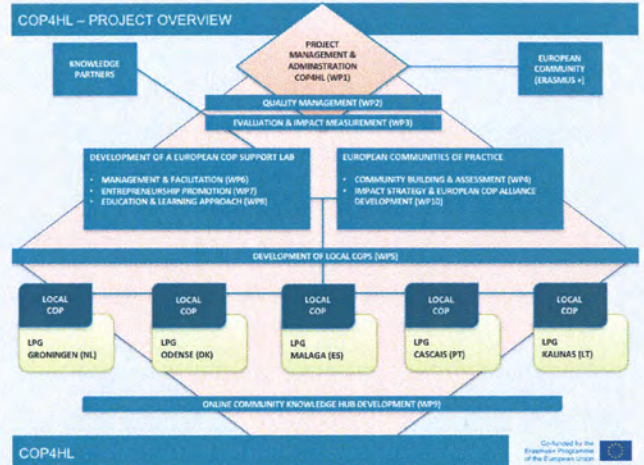 COP4HL – PROJECT OVERVIEW
KNOWLEDGE
PARTNERS
PROJECT
MANAGEMENT &
ADMINISTRATION
COP4HL (WP1)
EUROPEAN
COMMUNITY
(ERASMUS +)
QUALITY MANAGEMENT (WP2)
EVALUATION & IMPACT MEASUREMENT (WP3)
DEVELOPMENT OF A EUROPEAN COP SUPPORT LAB
• MANAGEMENT & FACILITATION (WP6)
• ENTREPRENEURSHIP PROMOTION (WP7)
• EDUCATION & LEARNING APPROACH (WP8)
EUROPEAN COMMUNITIES OF PRACTICE
• COMMUNITY BUILDING & ASSESSMENT (WP4)
• IMPACT STRATEGY & EUROPEAN COP ALLIANCE
DEVELOPMENT (WP10)
DEVELOPMENT OF LOCAL COPS (WP5)
LOCAL
COP
LPG
GRONINGEN (NL)
LOCAL
COP
LPG
ODENSE (DK)
LOCAL
COP
LPG
MALAGA (ES)
LOCAL
COP
LPG
CASCAIS (PT)
LOCAL
COP
LPG
KALINAS (LT)
ONLINE COMMUNITY KNOWLEDGE HUB DEVELOPMENT (WP9)
COP4HL
Co-funded by the
Erasmus+ Programme
of the European Union